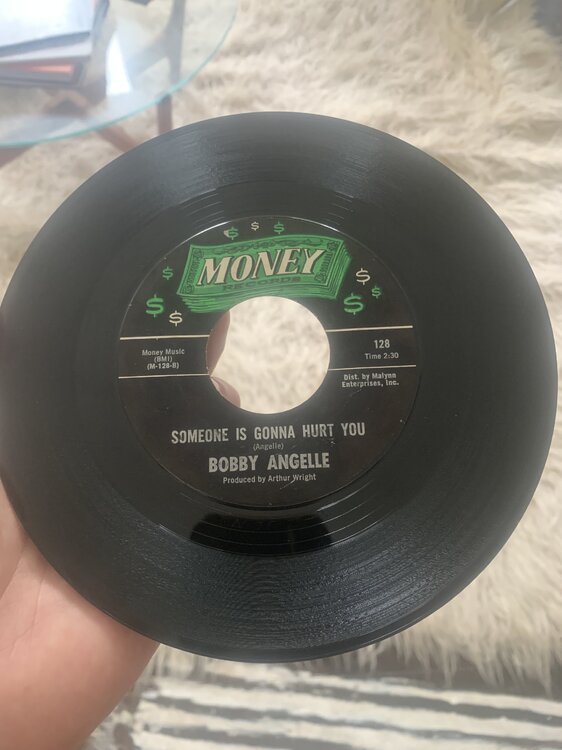 $ $ $
MONEY
RECORDS
$ $ $
$ $ $
Money Music
(BMI)
(M-128-B)
128
Time 2:30
Dist. by Malynn
Enterprises, Inc.
SOMEONE IS GONNA HURT YOU
(Angelle)
BOBBY ANGELLE
Produced by Arthur Wright